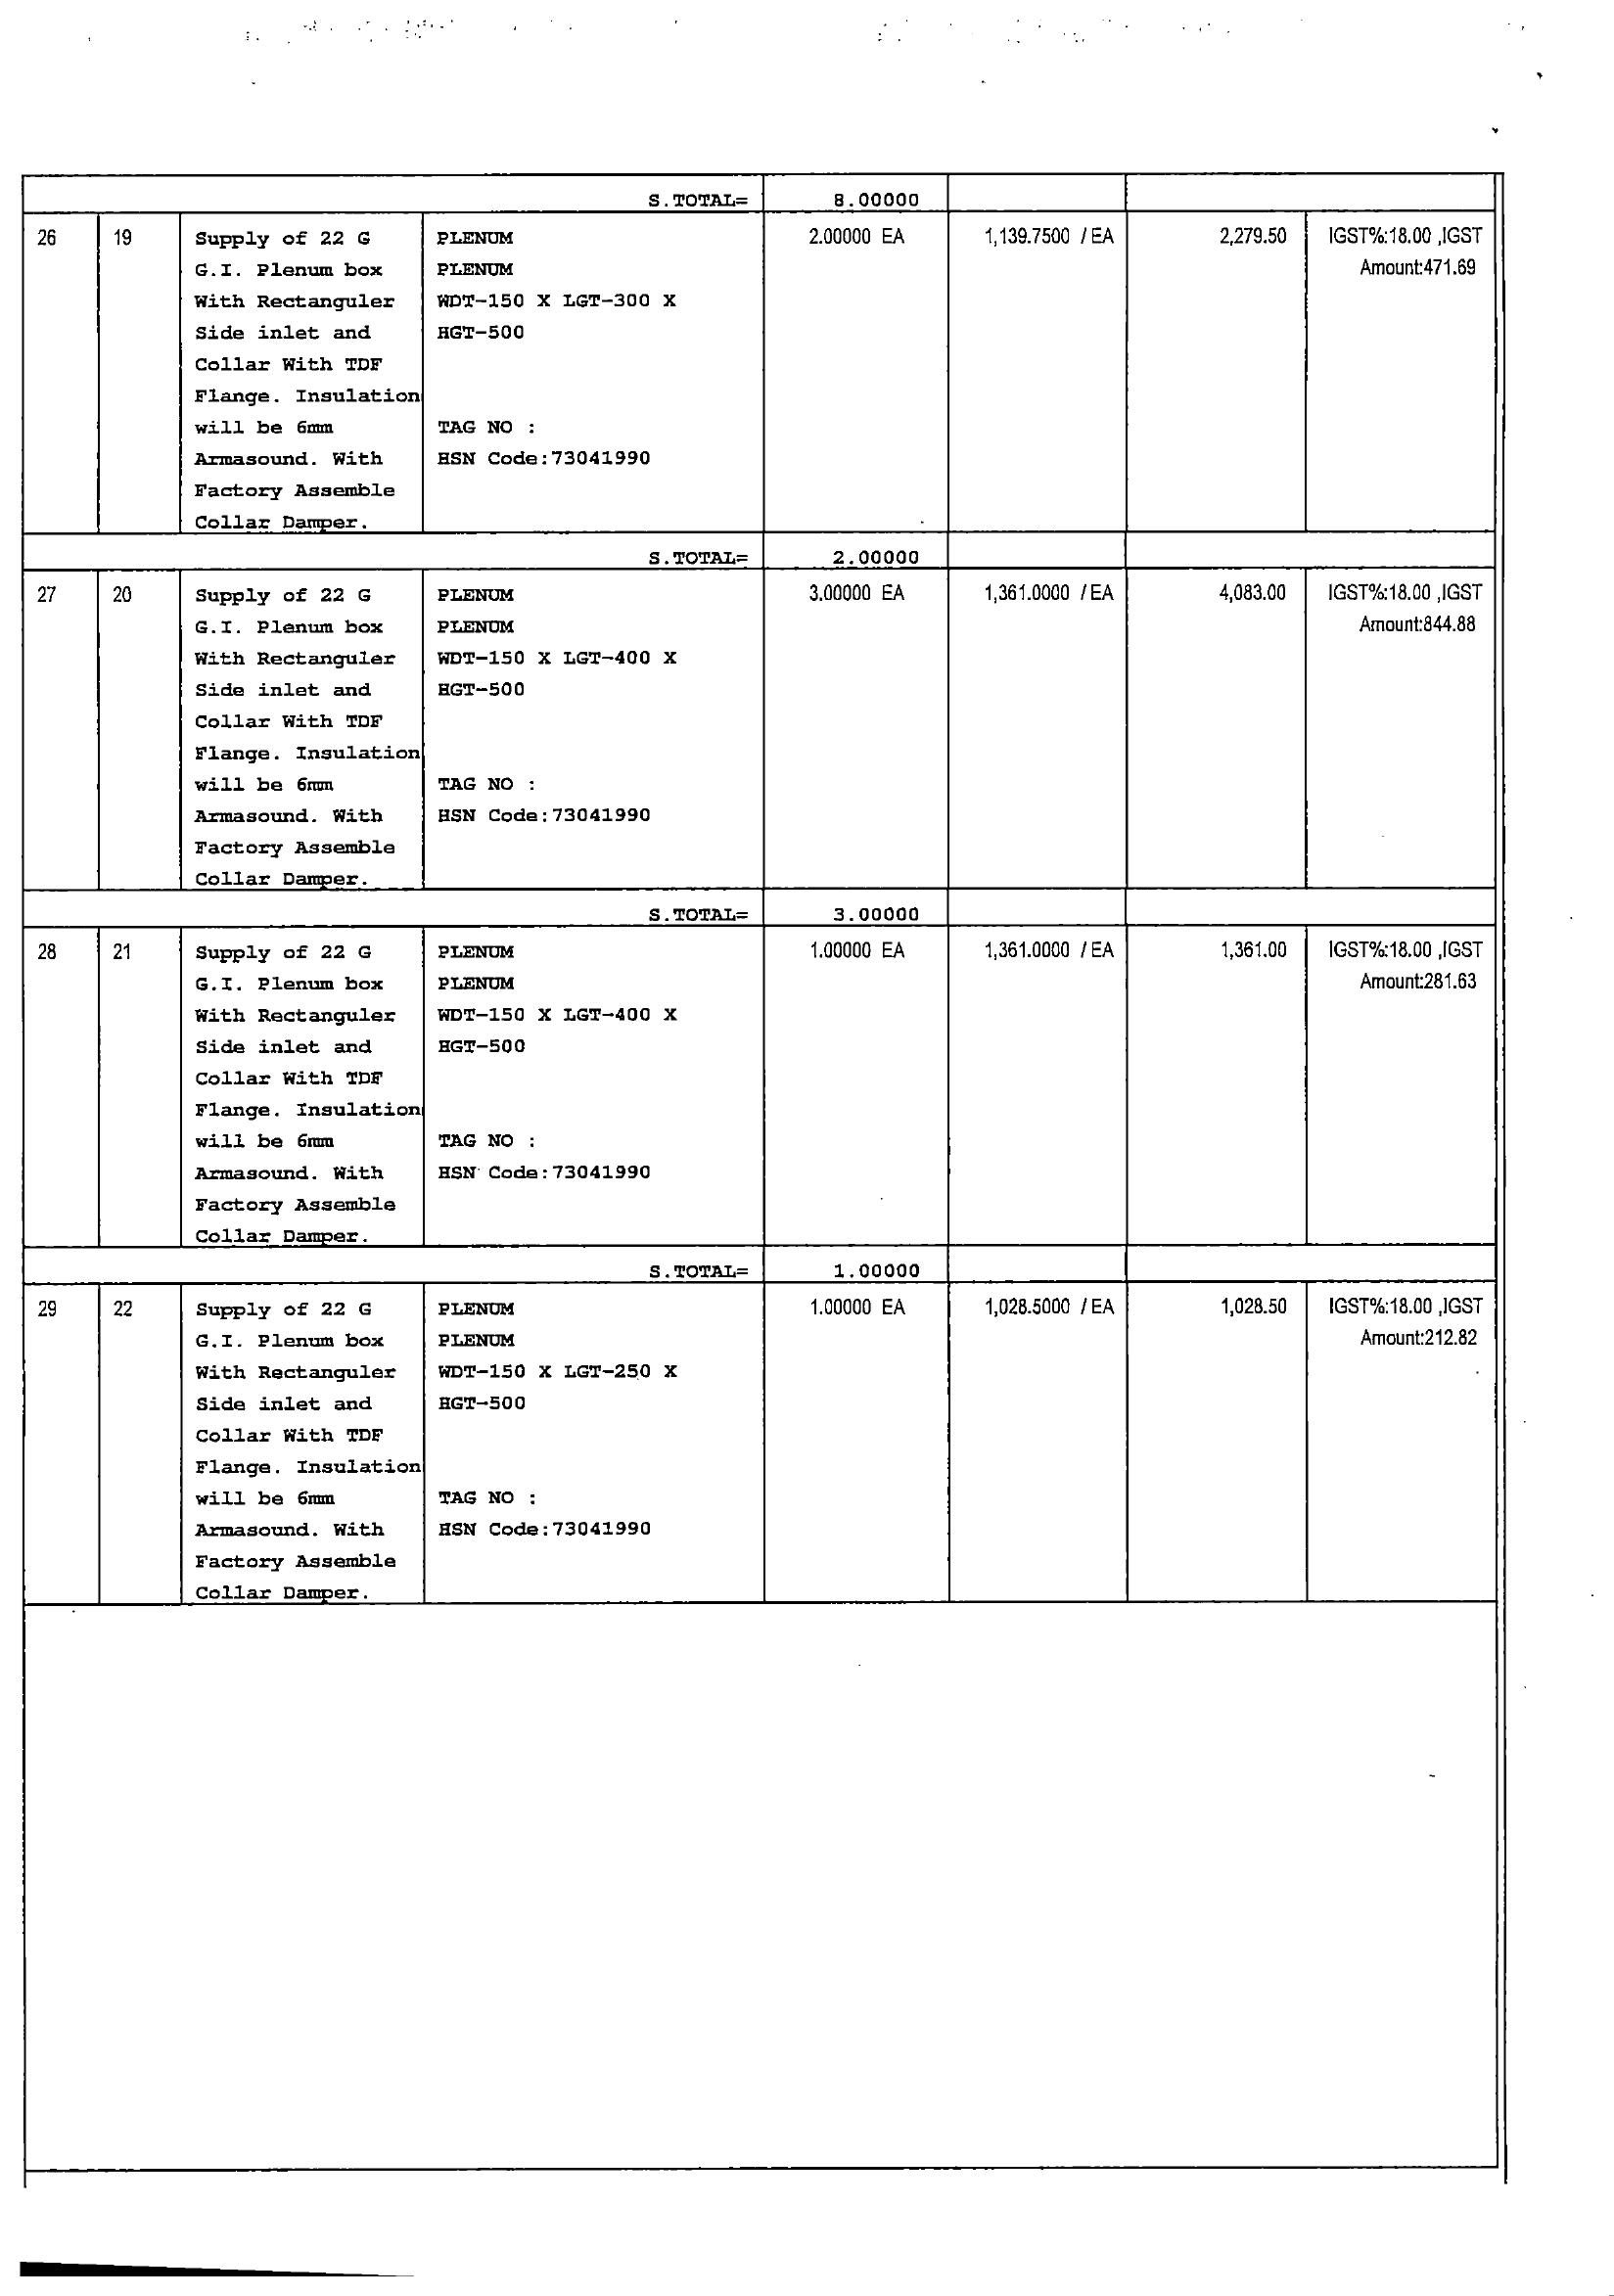 S.TOTAL= 8.00000
26 19 Supply of 22 G PLENUM 2.00000 EA 1,139.7500 / EA 2,279.50 IGST%:18.00 ,IGST
G.I. Plenum box PLENUM Amount:471.69
With Rectanguler WDT-150 X LGT-300 X
Side inlet and HGT-500
Collar With TDF
Flange. Insulation
will be 6mm TAG NO :
Armasound. With HSN Code:73041990
Factory Assemble
Collar Damper.
S.TOTAL= 2.00000
27 20 Supply of 22 G PLENUM 3.00000 EA 1,361.0000 / EA 4,083.00 IGST%:18.00 ,IGST
G.I. Plenum box PLENUM Amount:844.88
With Rectanguler WDT-150 X LGT-400 X
Side inlet and HGT-500
Collar With TDF
Flange. Insulation
will be 6mm TAG NO :
Armasound. With HSN Code:73041990
Factory Assemble
Collar Damper.
S.TOTAL= 3.00000
28 21 Supply of 22 G PLENUM 1.00000 EA 1,361.0000 / EA 1,361.00 IGST%:18.00 ,IGST
G.I. Plenum box PLENUM Amount:281.63
With Rectanguler WDT-150 X LGT-400 X
Side inlet and HGT-500
Collar With TDF
Flange. Insulation
will be 6mm TAG NO :
Armasound. With HSN Code:73041990
Factory Assemble
Collar Damper.
S.TOTAL= 1.00000
29 22 Supply of 22 G PLENUM 1.00000 EA 1,028.5000 / EA 1,028.50 IGST%:18.00 ,IGST
G.I. Plenum box PLENUM Amount:212.82
With Rectanguler WDT-150 X LGT-250 X
Side inlet and HGT-500
Collar With TDF
Flange. Insulation
will be 6mm TAG NO :
Armasound. With HSN Code:73041990
Factory Assemble
Collar Damper.